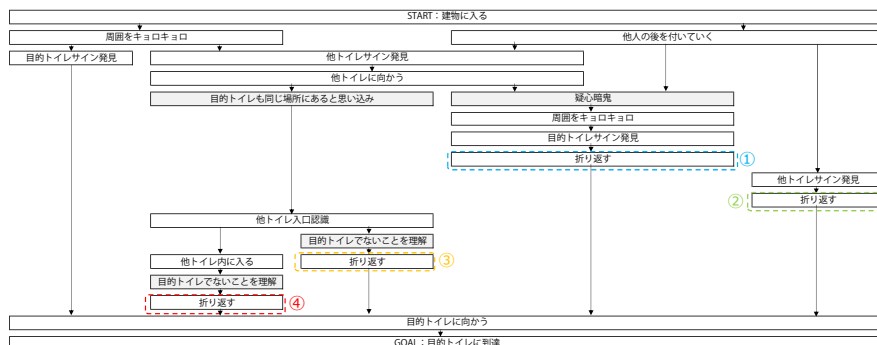 START：建物に入る
周囲をキョロキョロ
他人の後を付いていく
目的トイレサイン発見
他トイレサイン発見
他トイレに向かう
目的トイレも同じ場所にあると思い込み
疑心暗鬼
周囲をキョロキョロ
目的トイレサイン発見
折り返す
①
他トイレサイン発見
折り返す
②
他トイレ入口認識
目的トイレでないことを理解
他トイレ内に入る
折り返す
③
目的トイレでないことを理解
折り返す
④
目的トイレに向かう
GOAL：目的トイレに到達